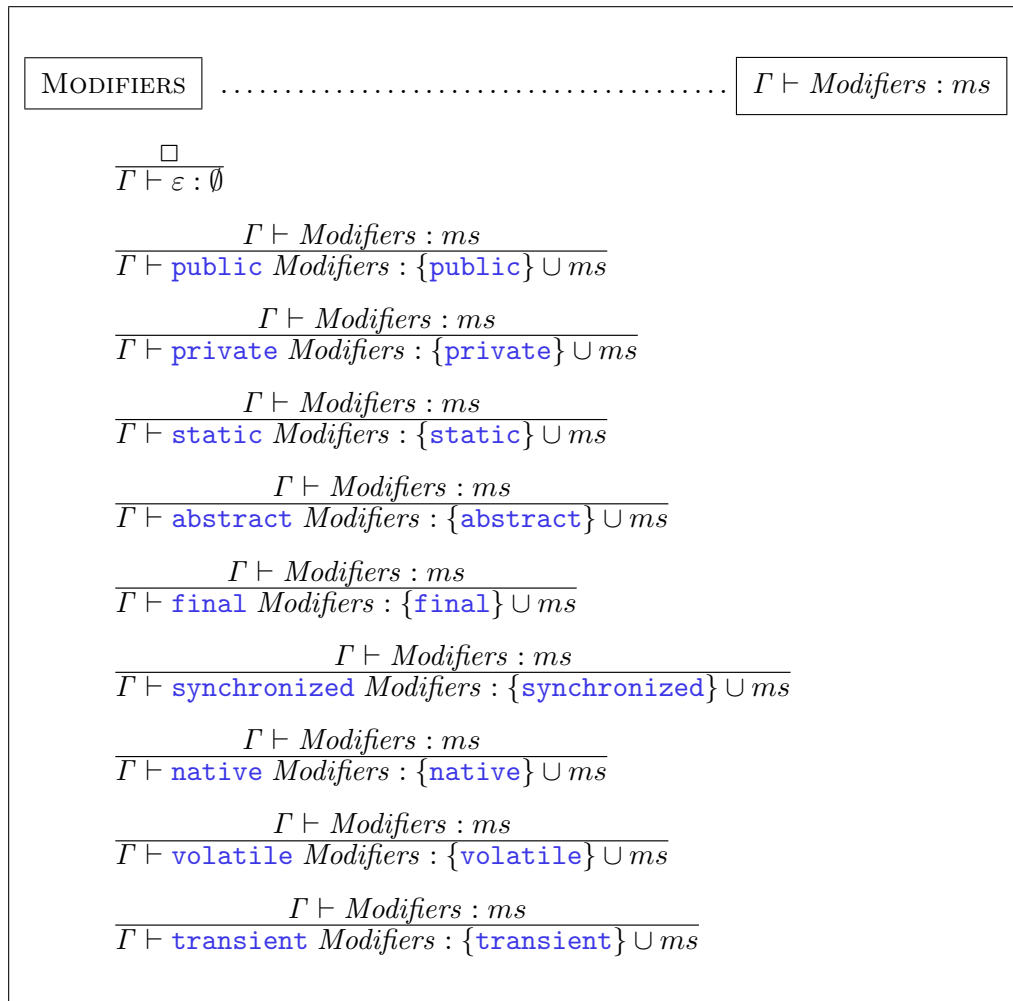 MODIFIERS ........................................ Γ ⊢ Modifiers : ms
□
Γ ⊢ ε : ∅
Γ ⊢ Modifiers : ms
Γ ⊢ public Modifiers : {public} ∪ ms
Γ ⊢ Modifiers : ms
Γ ⊢ private Modifiers : {private} ∪ ms
Γ ⊢ Modifiers : ms
Γ ⊢ static Modifiers : {static} ∪ ms
Γ ⊢ Modifiers : ms
Γ ⊢ abstract Modifiers : {abstract} ∪ ms
Γ ⊢ Modifiers : ms
Γ ⊢ final Modifiers : {final} ∪ ms
Γ ⊢ Modifiers : ms
Γ ⊢ synchronized Modifiers : {synchronized} ∪ ms
Γ ⊢ Modifiers : ms
Γ ⊢ native Modifiers : {native} ∪ ms
Γ ⊢ Modifiers : ms
Γ ⊢ volatile Modifiers : {volatile} ∪ ms
Γ ⊢ Modifiers : ms
Γ ⊢ transient Modifiers : {transient} ∪ ms